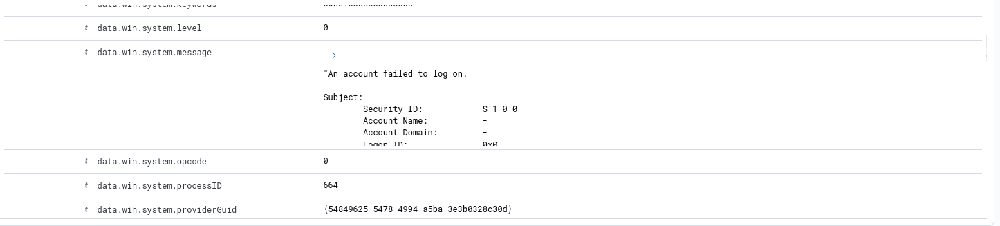 data.win.system.keywords
t data.win.system.level 0
t data.win.system.message
"An account failed to log on.
Subject:
Security ID: S-1-0-0
Account Name: -
Account Domain: -
Logon ID: 0x0
t data.win.system.opcode 0
t data.win.system.processID 664
t data.win.system.providerGuid {54849625-5478-4994-a5ba-3e3b0328c30d}